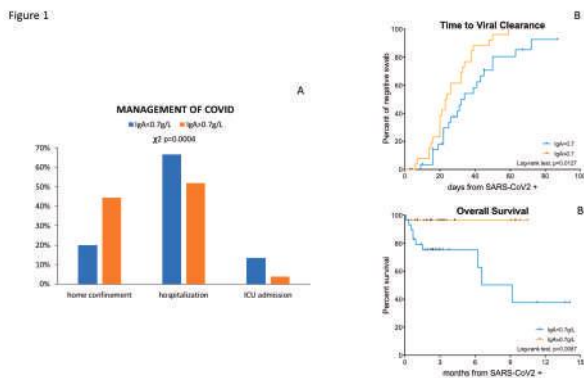 Figure 1
A
MANAGEMENT OF COVID
IgA<0.7g/L IgA>0.7g/L
χ2 p=0.0004
70%
60%
50%
40%
30%
20%
10%
0%
home confinement hospitalization ICU admission
B
Time to Viral Clearance
Percent of negative swab
100
80
60
40
20
0
0 20 40 60 80 100
days from SARS-CoV2 +
IgA<0.7
IgA>0.7
Log-rank test, p=0.0127
B
Overall Survival
Percent survival
100
80
60
40
0 3 6 9 12 15
months from SARS-CoV2 +
IgA<0.7g/L
IgA>0.7g/L
Log-rank test,